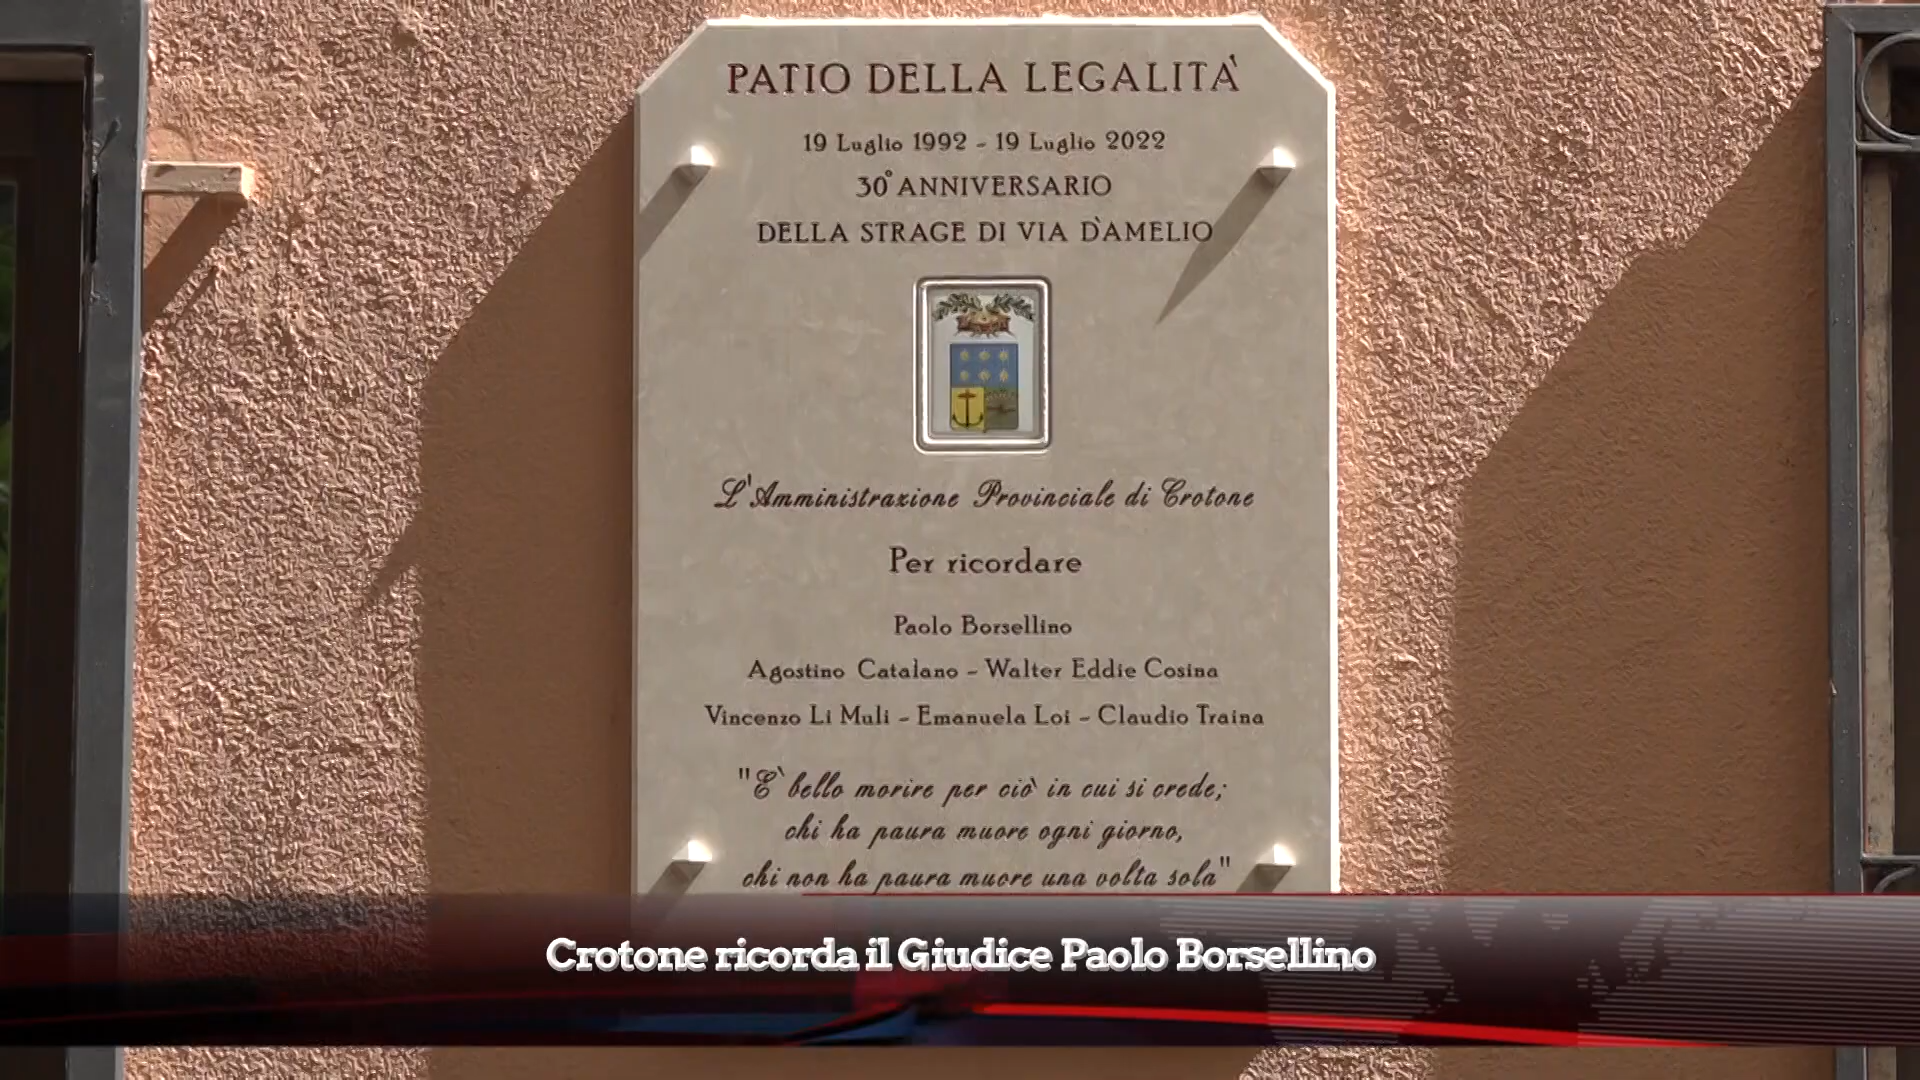 PATIO DELLA LEGALITA'
19 Luglio 1992 - 19 Luglio 2022
30° ANNIVERSARIO
DELLA STRAGE DI VIA D'AMELIO
L'Amministrazione Provinciale di Crotone
Per ricordare
Paolo Borsellino
Agostino Catalano - Walter Eddie Cosina
Vincenzo Li Muli - Emanuela Loi - Claudio Traina
"E' bello morire per ciò in cui si crede;
chi ha paura muore ogni giorno,
chi non ha paura muore una volta sola"
Crotone ricorda il Giudice Paolo Borsellino